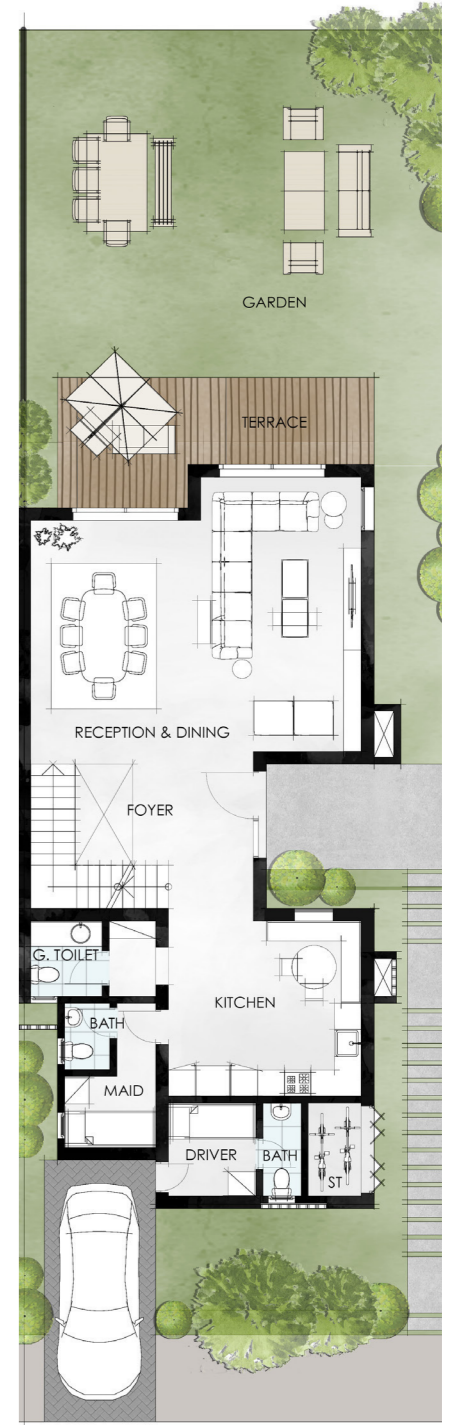 GARDEN
TERRACE
RECEPTION & DINING
FOYER
G. TOILET
KITCHEN
BATH
MAID
DRIVER
BATH
ST